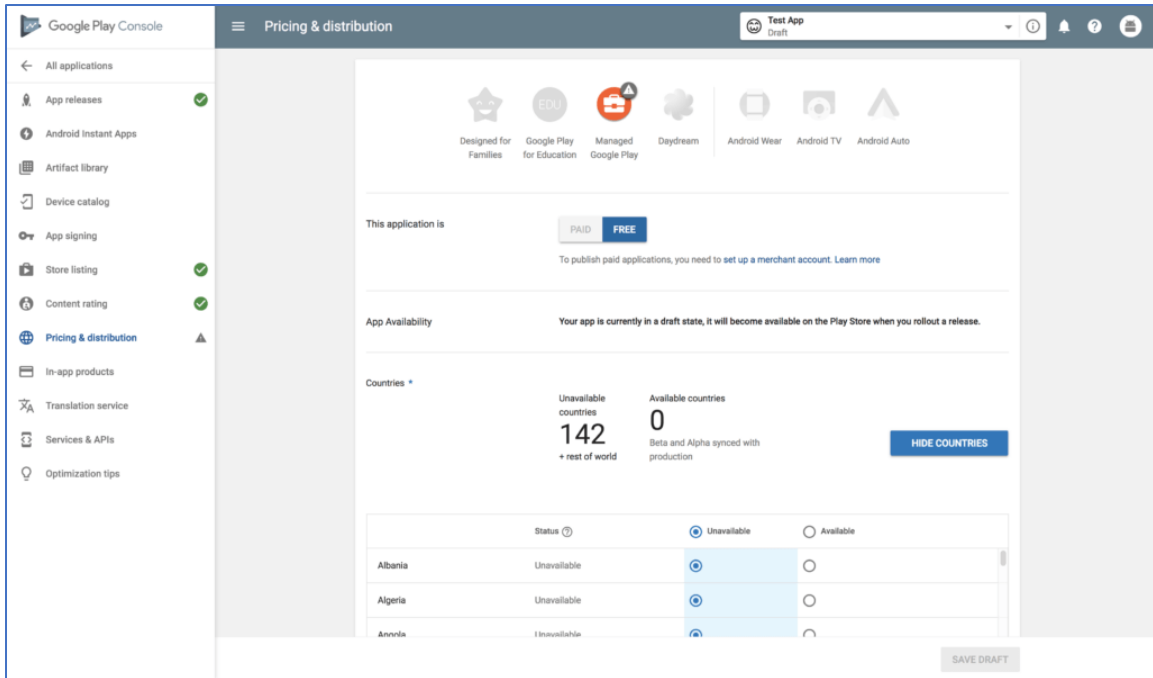 Google Play Console
Pricing & distribution
Test App
Draft
All applications
App releases
Android Instant Apps
Artifact library
Device catalog
App signing
Store listing
Content rating
Pricing & distribution
In-app products
Translation service
Services & APIs
Optimization tips
EDU
Designed for
Families
Google Play
for Education
Managed
Google Play
Daydream
Android Wear
Android TV
Android Auto
This application is
PAID
FREE
To publish paid applications, you need to set up a merchant account. Learn more
App Availability
Your app is currently in a draft state, it will become available on the Play Store when you rollout a release.
Countries *
Unavailable
countries
142
+ rest of world
Available countries
0
Beta and Alpha synced with
production
HIDE COUNTRIES
Status
Unavailable
Available
Albania
Unavailable
Algeria
Unavailable
Angola
Unavailable
SAVE DRAFT